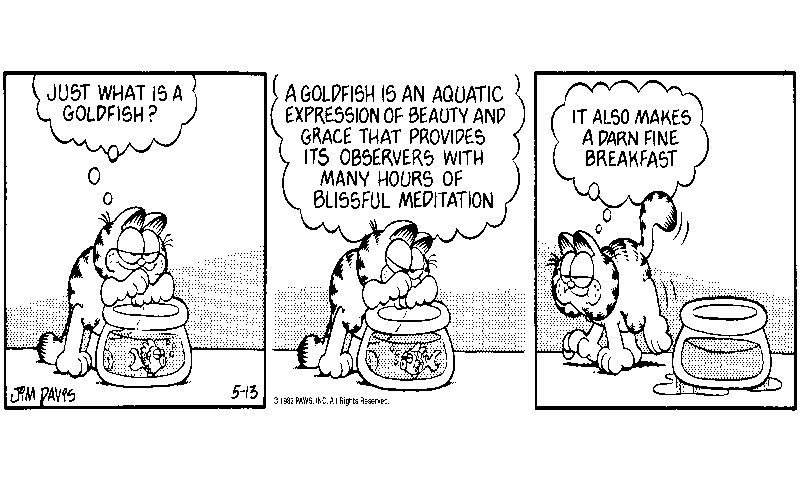 JUST WHAT IS A
GOLDFISH?
JIM DAVIS
5-13
A GOLDFISH IS AN AQUATIC
EXPRESSION OF BEAUTY AND
GRACE THAT PROVIDES
ITS OBSERVERS WITH
MANY HOURS OF
BLISSFUL MEDITATION
© 1982 PAWS, INC. All Rights Reserved.
IT ALSO MAKES
A DARN FINE
BREAKFAST